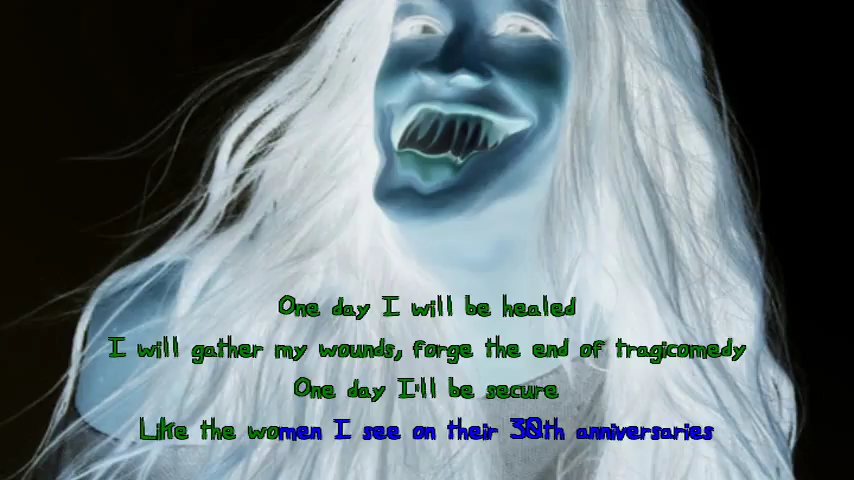 One day I will be healed
I will gather my wounds, forge the end of tragicomedy
One day I'll be secure
Like the women I see on their 30th anniversaries